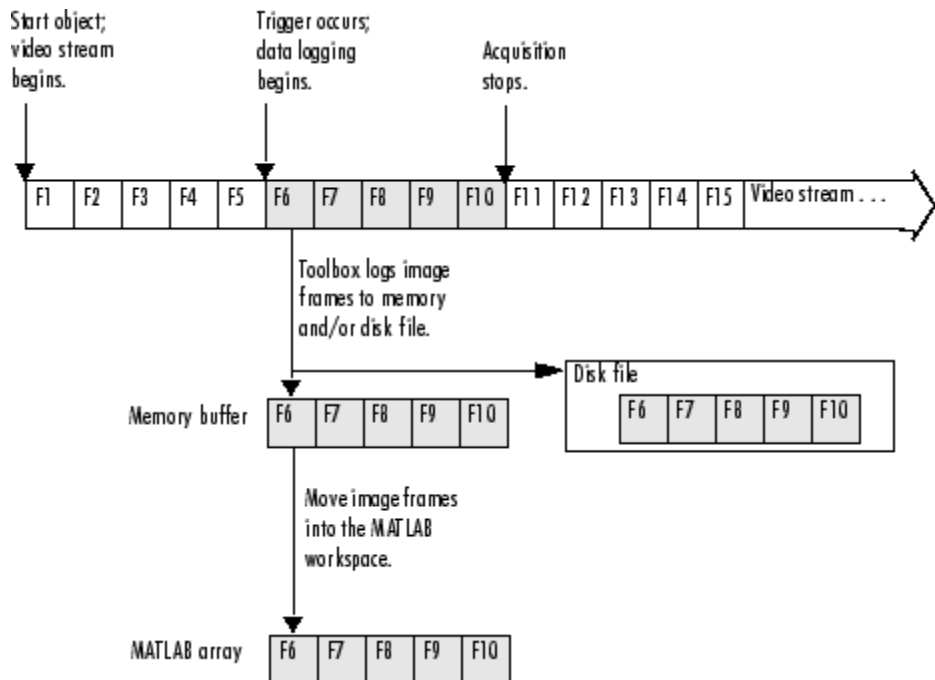 Start object;
video stream
begins.
Trigger occurs;
data logging
begins.
Acquisition
stops.
F1 F2 F3 F4 F5 F6 F7 F8 F9 F10 F11 F12 F13 F14 F15 Video stream . . .
Toolbox logs image
frames to memory
and/or disk file.
Disk file
F6 F7 F8 F9 F10
Memory buffer F6 F7 F8 F9 F10
Move image frames
into the MATLAB
workspace.
MATLAB array F6 F7 F8 F9 F10